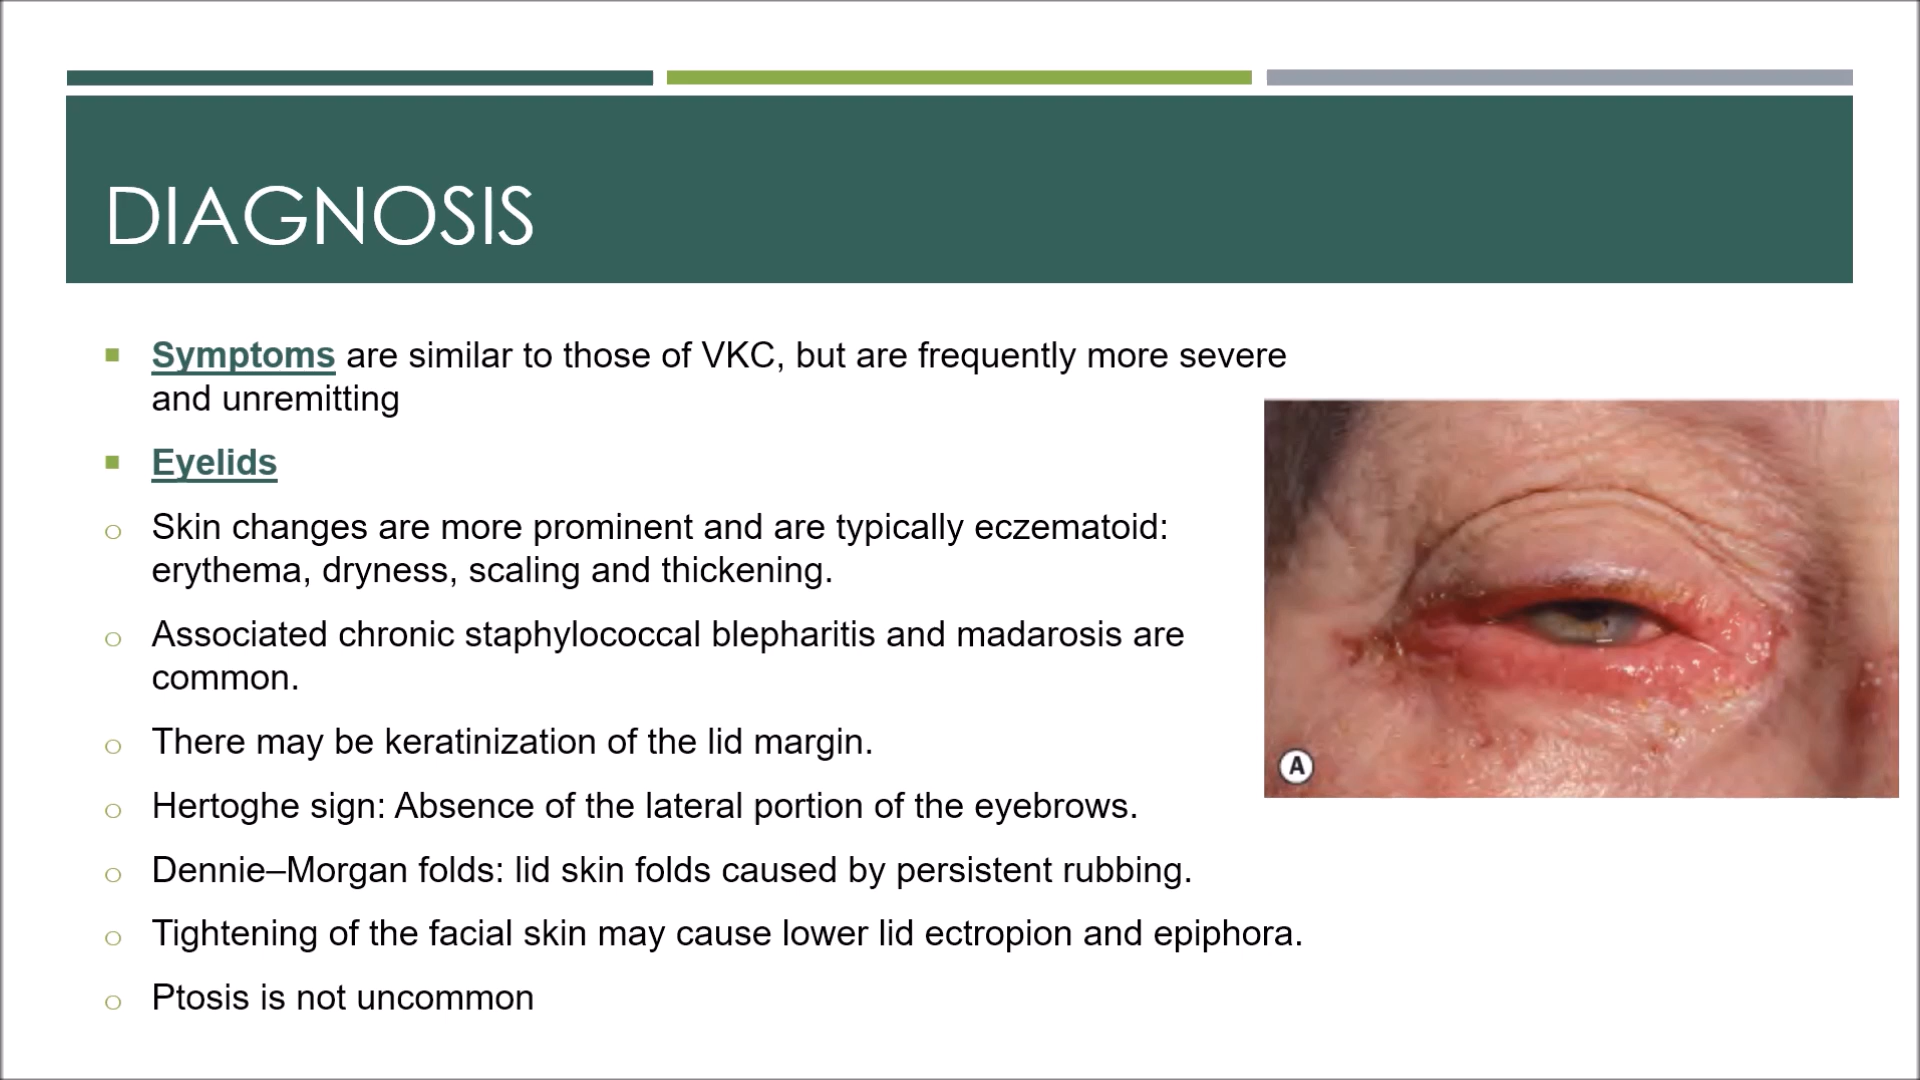 DIAGNOSIS
Symptoms are similar to those of VKC, but are frequently more severe
and unremitting
Eyelids
Skin changes are more prominent and are typically eczematoid:
erythema, dryness, scaling and thickening.
Associated chronic staphylococcal blepharitis and madarosis are
common.
There may be keratinization of the lid margin.
Hertoghe sign: Absence of the lateral portion of the eyebrows.
Dennie–Morgan folds: lid skin folds caused by persistent rubbing.
Tightening of the facial skin may cause lower lid ectropion and epiphora.
Ptosis is not uncommon
A